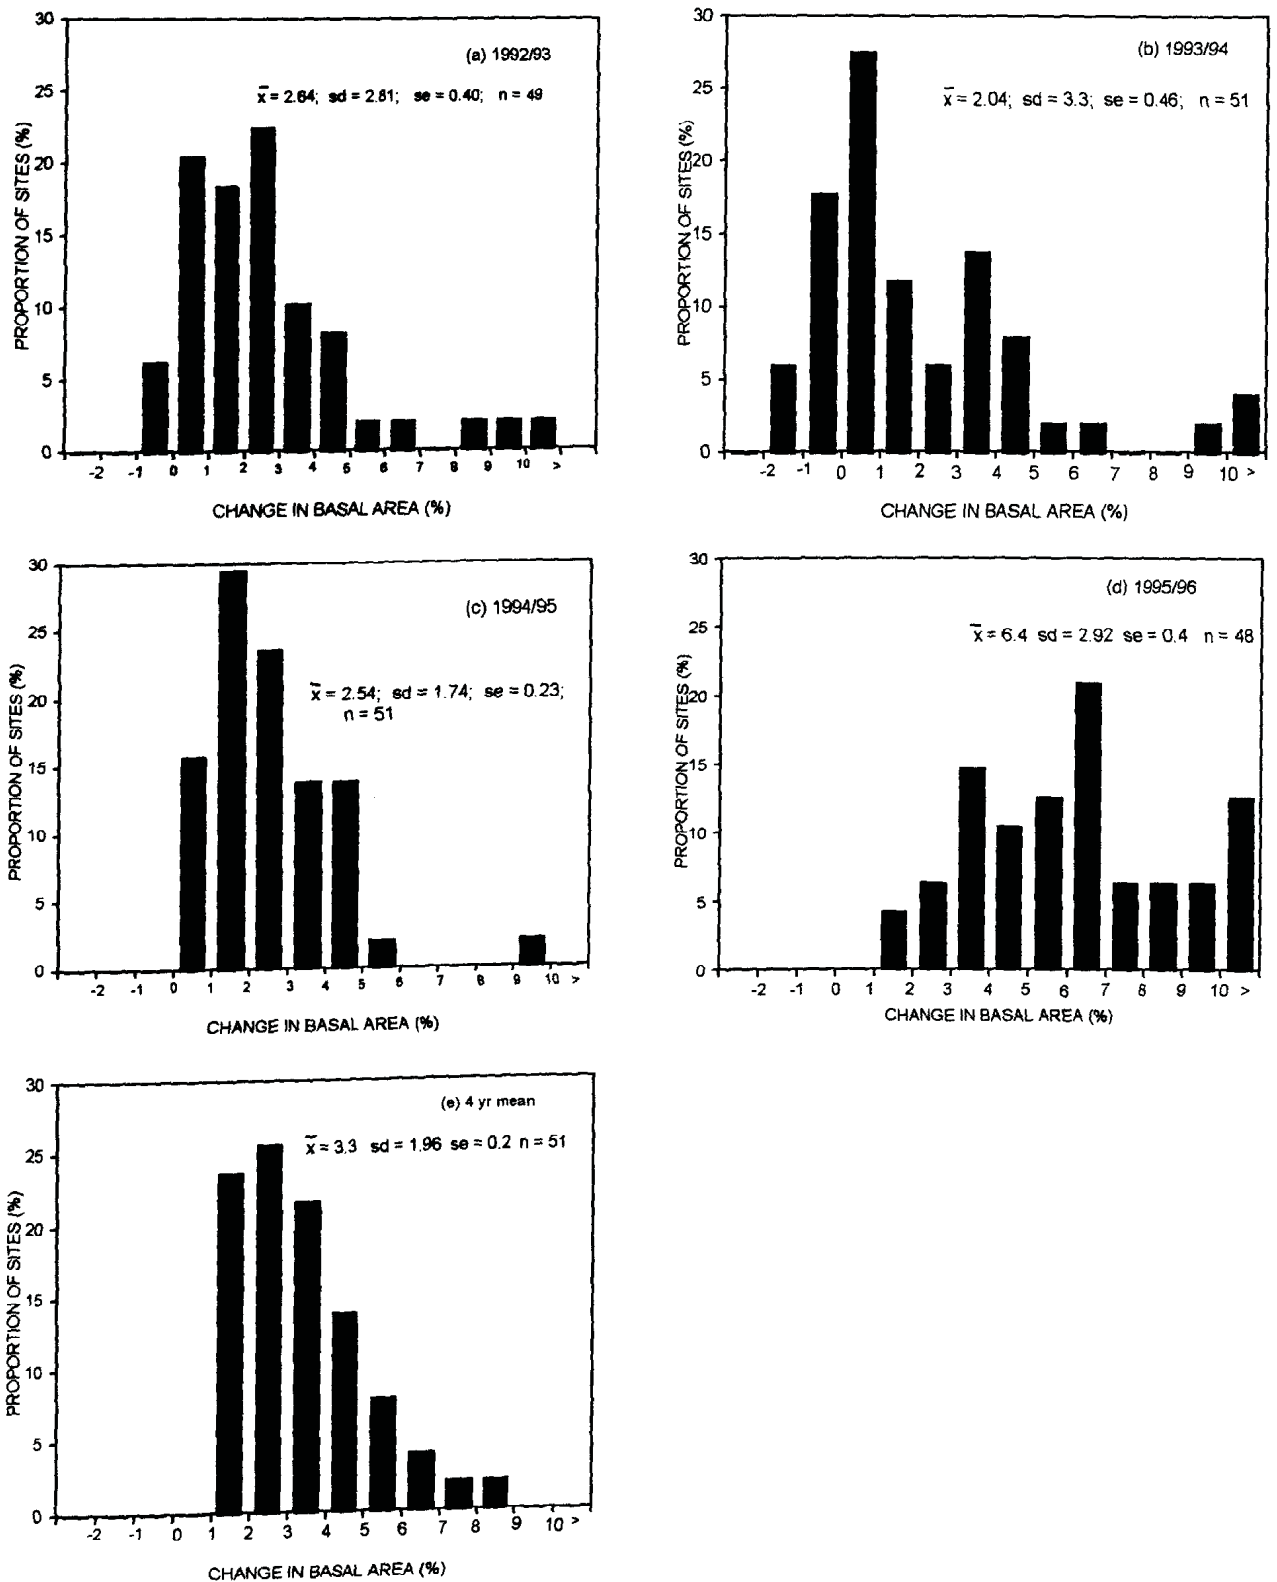 (a) 1992/93
x̄ = 2.64; sd = 2.81; se = 0.40; n = 49
PROPORTION OF SITES (%)
30
25
20
15
10
5
0
-2 -1 0 1 2 3 4 5 6 7 8 9 10 >
CHANGE IN BASAL AREA (%)
(b) 1993/94
x̄ = 2.04; sd = 3.3; se = 0.46; n = 51
PROPORTION OF SITES (%)
30
25
20
15
10
5
0
-2 -1 0 1 2 3 4 5 6 7 8 9 10 >
CHANGE IN BASAL AREA (%)
(c) 1994/95
x̄ = 2.54; sd = 1.74; se = 0.23;
n = 51
PROPORTION OF SITES (%)
30
25
20
15
10
5
0
-2 -1 0 1 2 3 4 5 6 7 8 9 10 >
CHANGE IN BASAL AREA (%)
(d) 1995/96
x̄ = 6.4 sd = 2.92 se = 0.4 n = 48
PROPORTION OF SITES (%)
30
25
20
15
10
5
0
-2 -1 0 1 2 3 4 5 6 7 8 9 10 >
CHANGE IN BASAL AREA (%)
(e) 4 yr mean
x̄ = 3.3 sd = 1.96 se = 0.2 n = 51
PROPORTION OF SITES (%)
30
25
20
15
10
5
0
-2 -1 0 1 2 3 4 5 6 7 8 9 10 >
CHANGE IN BASAL AREA (%)